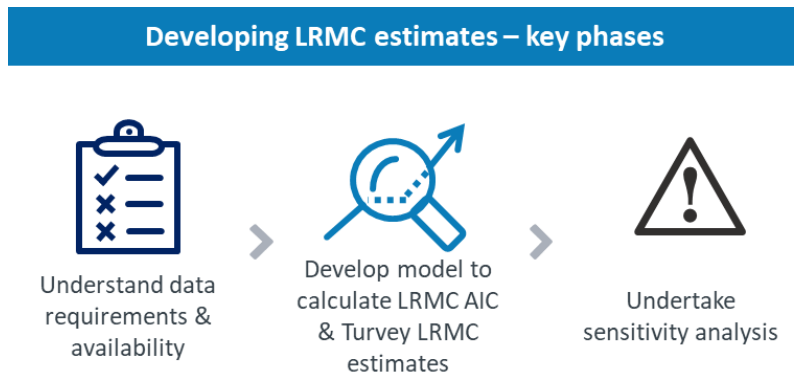 Developing LRMC estimates – key phases
Understand data
requirements &
availability
Develop model to
calculate LRMC AIC
& Turvey LRMC
estimates
Undertake
sensitivity analysis